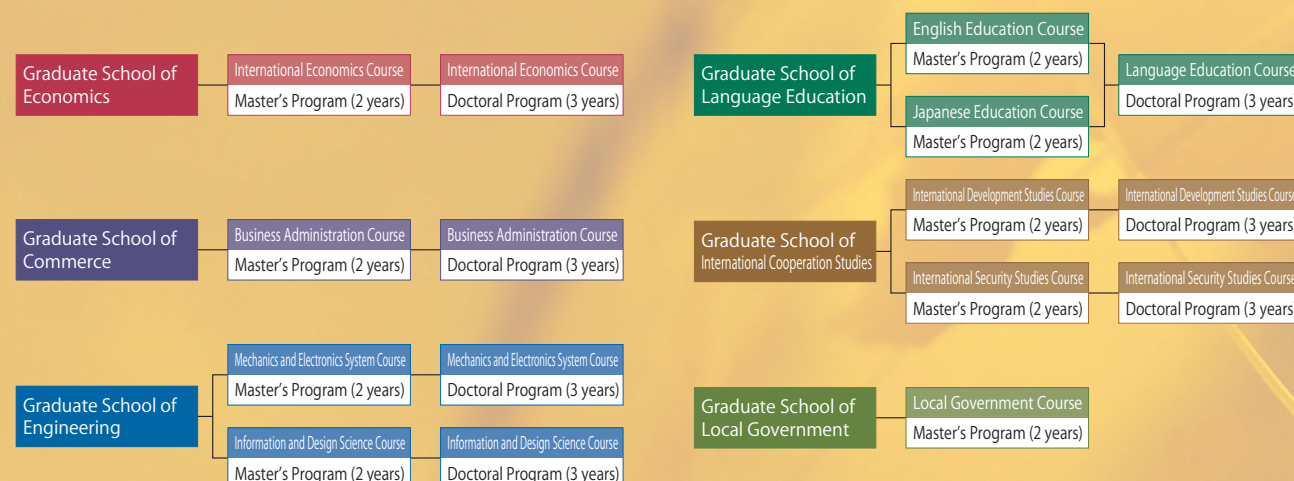 Graduate School of
Economics
International Economics Course
Master's Program (2 years)
International Economics Course
Doctoral Program (3 years)
Graduate School of
Commerce
Business Administration Course
Master's Program (2 years)
Business Administration Course
Doctoral Program (3 years)
Graduate School of
Engineering
Mechanics and Electronics System Course
Master's Program (2 years)
Mechanics and Electronics System Course
Doctoral Program (3 years)
Information and Design Science Course
Master's Program (2 years)
Information and Design Science Course
Doctoral Program (3 years)
Graduate School of
Language Education
English Education Course
Master's Program (2 years)
Japanese Education Course
Master's Program (2 years)
Language Education Course
Doctoral Program (3 years
Graduate School of
International Cooperation Studies
International Development Studies Course
Master's Program (2 years)
International Development Studies Course
Doctoral Program (3 years
International Security Studies Course
Master's Program (2 years)
International Security Studies Course
Doctoral Program (3 years
Graduate School of
Local Government
Local Government Course
Master's Program (2 years)